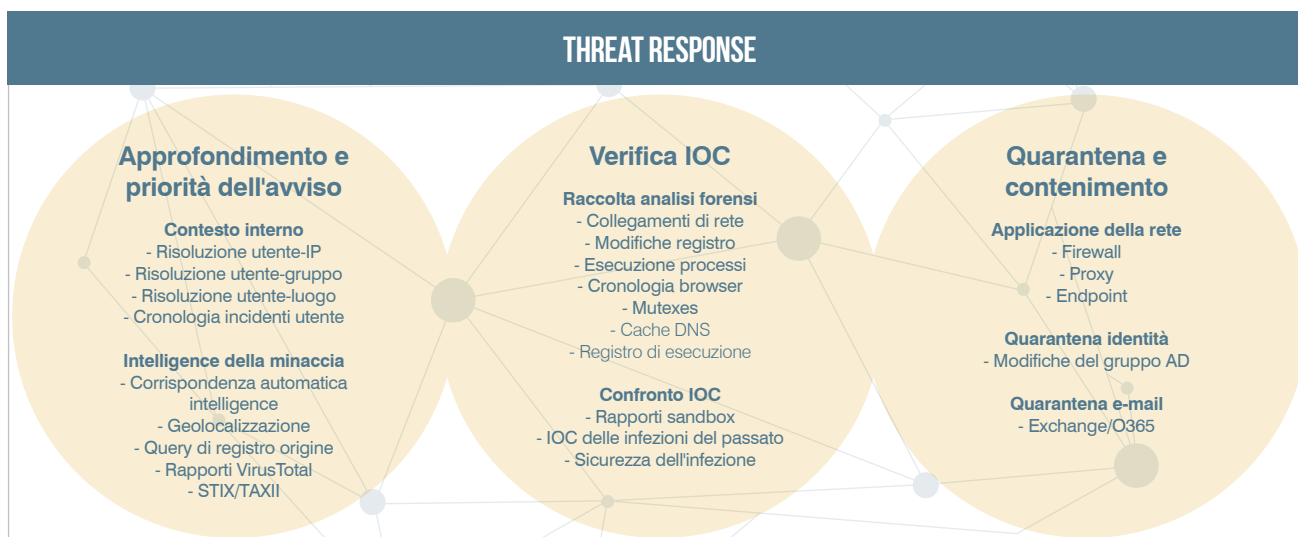 THREAT RESPONSE
Approfondimento e
priorità dell'avviso
Contesto interno
- Risoluzione utente-IP
- Risoluzione utente-gruppo
- Risoluzione utente-luogo
- Cronologia incidenti utente
Intelligence della minaccia
- Corrispondenza automatica
intelligence
- Geolocalizzazione
- Query di registro origine
- Rapporti VirusTotal
- STIX/TAXII
Verifica IOC
Raccolta analisi forensi
- Collegamenti di rete
- Modifiche registro
- Esecuzione processi
- Cronologia browser
- Mutexes
- Cache DNS
- Registro di esecuzione
Confronto IOC
- Rapporti sandbox
- IOC delle infezioni del passato
- Sicurezza dell'infezione
Quarantena e
contenimento
Applicazione della rete
- Firewall
- Proxy
- Endpoint
Quarantena identità
- Modifiche del gruppo AD
Quarantena e-mail
- Exchange/O365